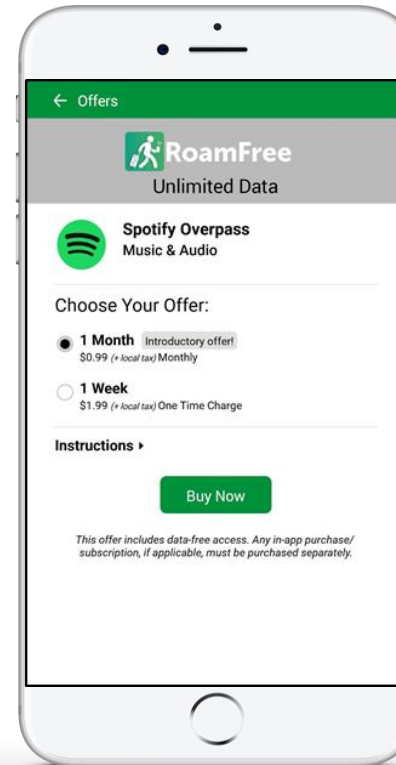 ← Offers
RoamFree
Unlimited Data
Spotify Overpass
Music & Audio
Choose Your Offer:
1 Month Introductory offer!
$0.99 (+ local tax) Monthly
1 Week
$1.99 (+ local tax) One Time Charge
Instructions ▸
Buy Now
This offer includes data-free access. Any in-app purchase/
subscription, if applicable, must be purchased separately.